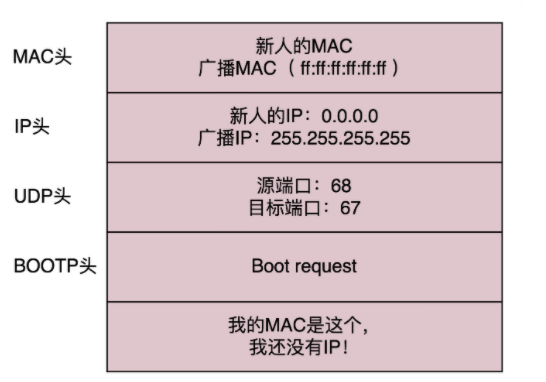 MAC头
新人的MAC
广播MAC（ ff:ff:ff:ff:ff:ff ）
IP头
新人的IP：0.0.0.0
广播IP：255.255.255.255
UDP头
源端口：68
目标端口：67
BOOTP头
Boot request
我的MAC是这个，
我还没有IP！